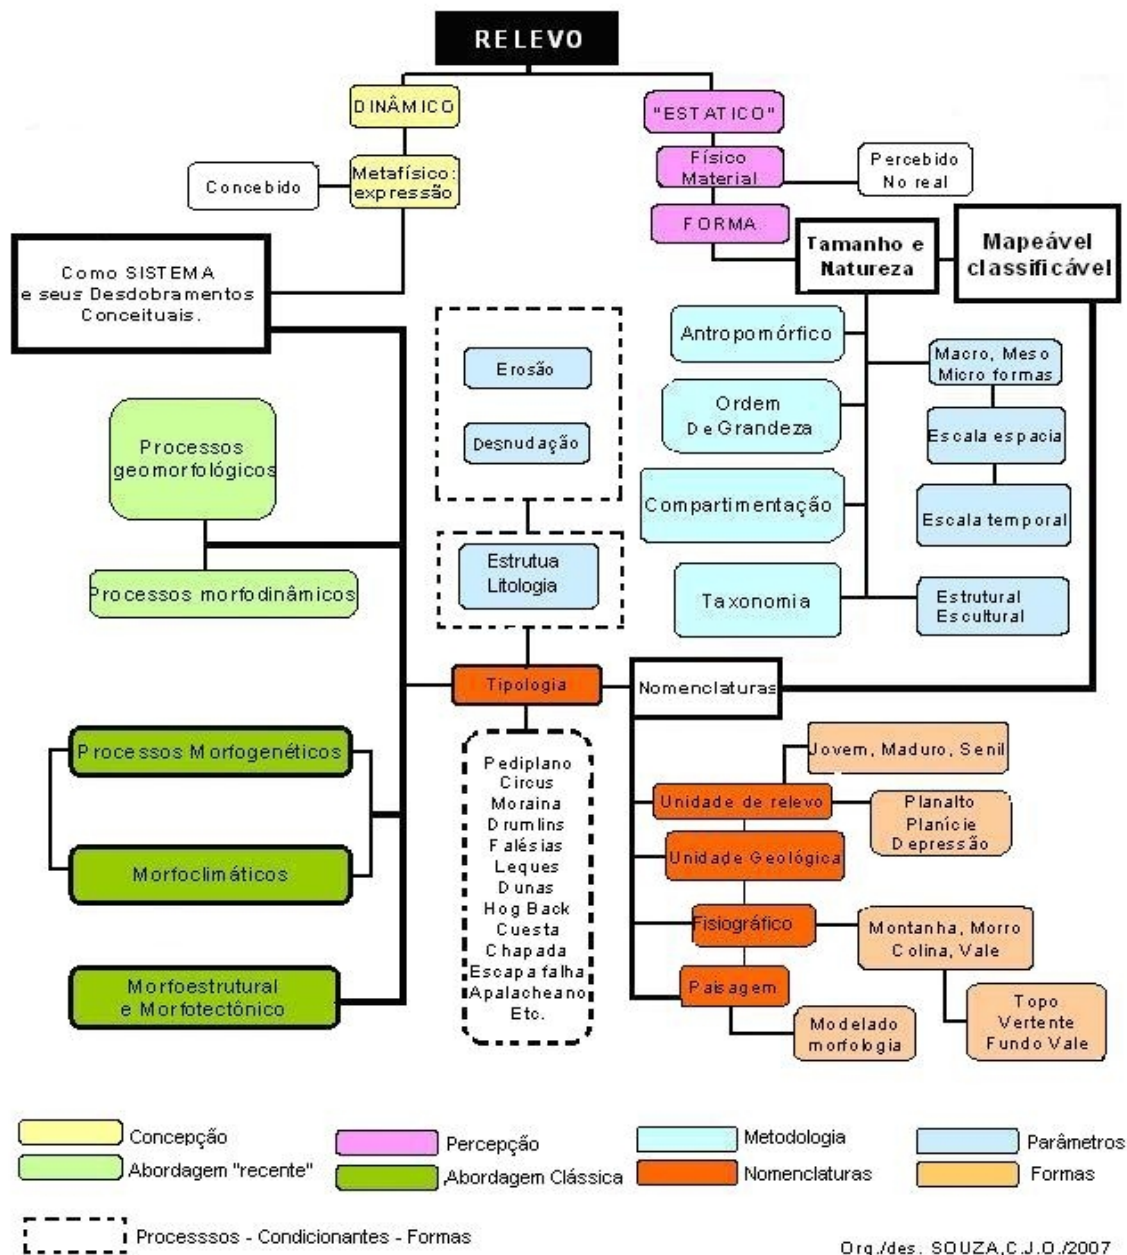 RELEVO
DINÂMICO
"ESTATICO"
Concebido
Metafísico:
expressão
Físico
Material
Percebido
No real
FORMA
Tamanho e
Natureza
Mapeável
classificável
Como SISTEMA
e seus Desdobramentos
Conceituais.
Antropomórfico
Erosão
Macro, Meso
Micro formas
Ordem
De Grandeza
Processos
geomorfológicos
Desnudação
Escala espacia
Compartimentação
Escala temporal
Estrutua
Litologia
Processos morfodinâmicos
Taxonomia
Estrutural
Escultural
Tipologia
Nomenclaturas
Processos Morfogenéticos
Morfoclimáticos
Morfoestrutural
e Morfotectônico
Pediplano
Circus
Moraina
Drumlins
Falésias
Leques
Dunas
Hog Back
Cuesta
Chapada
Escapa falha
Apalacheano
Etc.
Jovem, Maduro, Senil
Unidade de relevo
Planalto
Planície
Depressão
Unidade Geológica
Fisiográfico
Montanha, Morro
Colina, Vale
Paisagem
Modelado
morfologia
Topo
Vertente
Fundo Vale
Concepção
Percepção
Metodologia
Parâmetros
Abordagem "recente"
Abordagem Clássica
Nomenclaturas
Formas
Processsos - Condicionantes - Formas
Org./des. SOUZA,C.J.O./2007